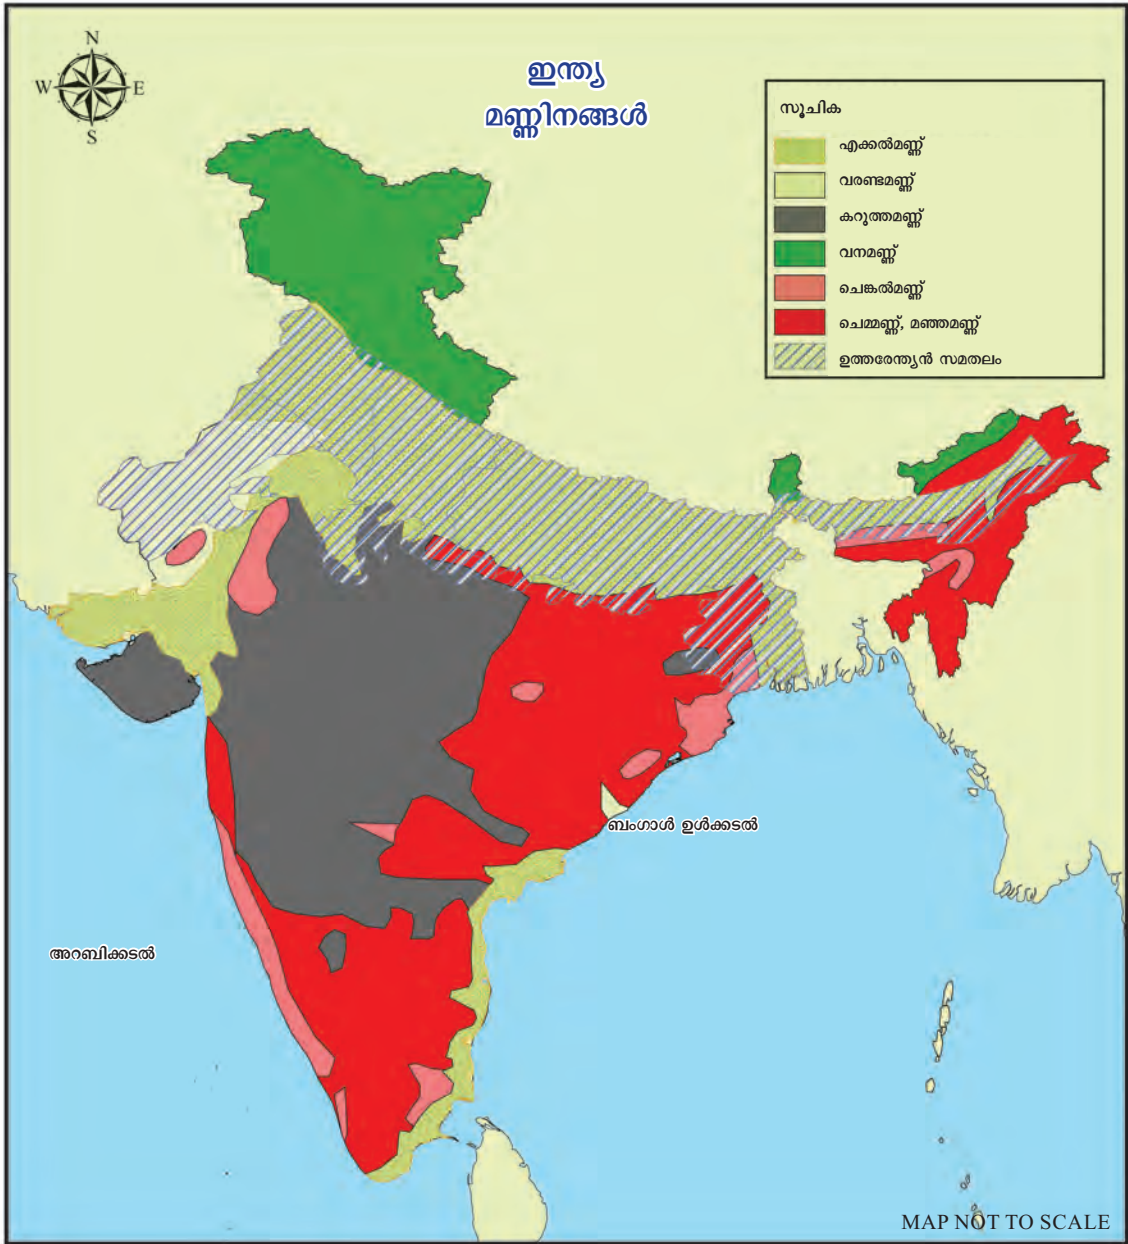 N
W E
S
ഇന്ത്യ
മണ്ണിനങ്ങൾ
സൂചിക
എക്കൽമണ്ണ്
വരണ്ടമണ്ണ്
കറുത്തമണ്ണ്
വനമണ്ണ്
ചെങ്കൽമണ്ണ്
ചെമ്മണ്ണ്, മഞ്ഞമണ്ണ്
ഉത്തരേന്ത്യൻ സമതലം
ബംഗാൾ ഉൾക്കടൽ
അറബിക്കടൽ
MAP NOT TO SCALE